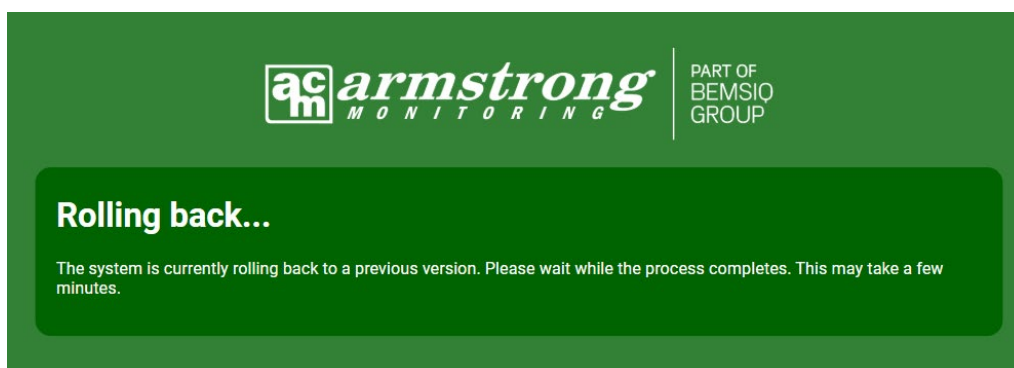 acm
armstrong
MONITORING
PART OF
BEMSIQ
GROUP
Rolling back...
The system is currently rolling back to a previous version. Please wait while the process completes. This may take a few
minutes.